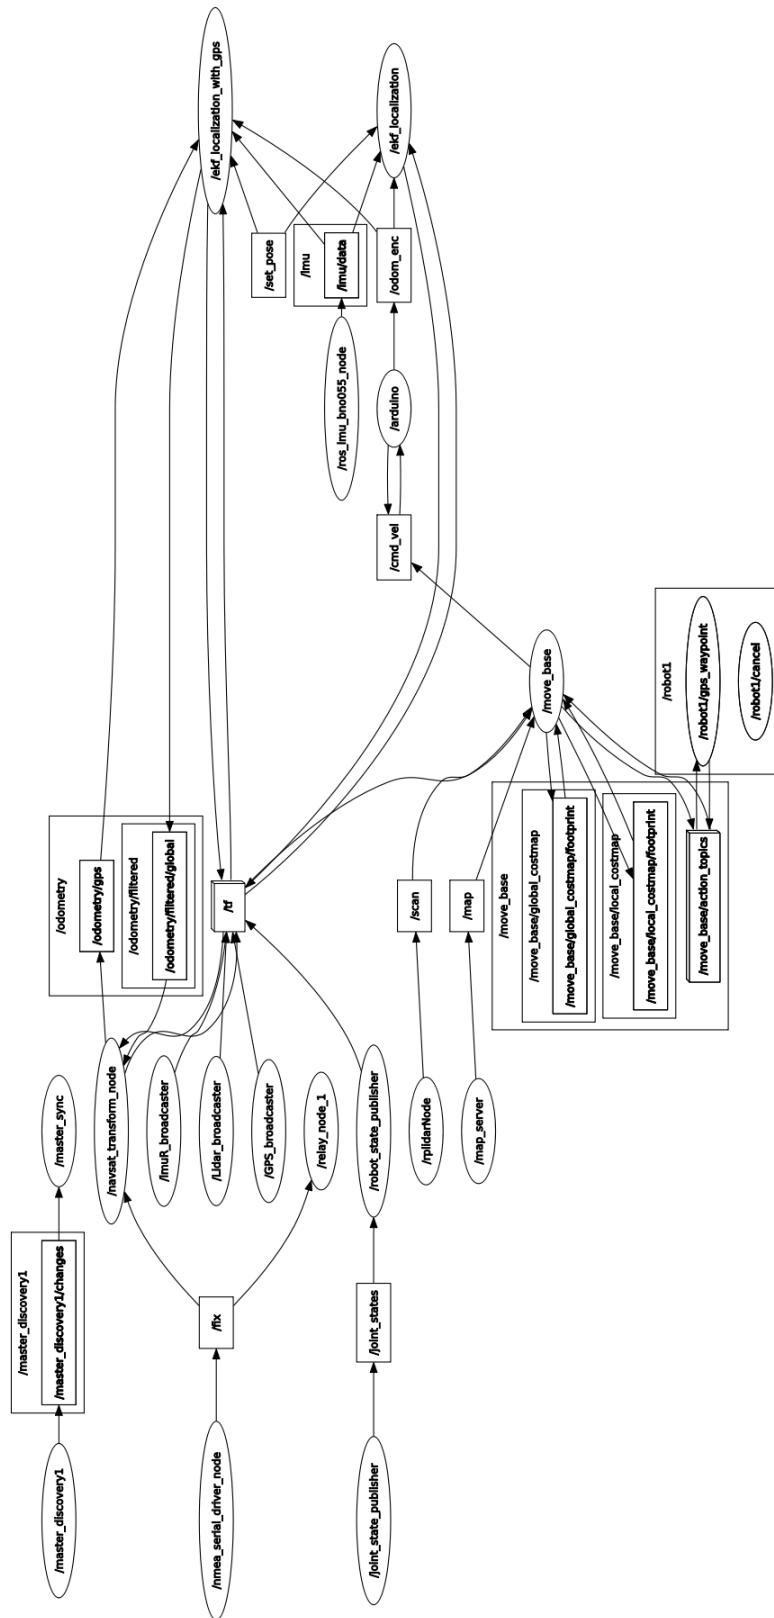 /master_discovery1
/master_discovery1
/master_discovery1/changes
/master_sync
/odometry
/odometry/gps
/navsat_transform_node
/odometry/filtered
/odometry/filtered/global
/ImuR_broadcaster
/nmea_serial_driver_node
/fix
/Lidar_broadcaster
/ekf_localization_with_gps
/tf
/GPS_broadcaster
/set_pose
/relay_node_1
/imu
/imu/data
/ros_imu_bno055_node
/joint_state_publisher
/joint_states
/robot_state_publisher
/cmd_vel
/arduino
/odom_enc
/ekf_localization
/rplidarNode
/scan
/map_server
/map
/move_base
/move_base/global_costmap
/move_base/global_costmap/footprint
/move_base
/move_base/local_costmap
/move_base/local_costmap/footprint
/move_base/action_topics
/robot1
/robot1/gps_waypoint
/robot1/cancel